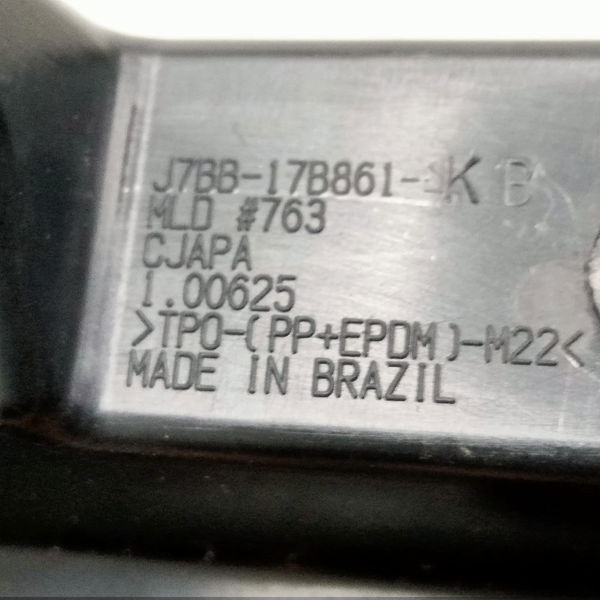 J7BB-17B861-KB
MLD #763
CJAPA
1.00625
>TPO-(PP+EPDM)-M22<
MADE IN BRAZIL